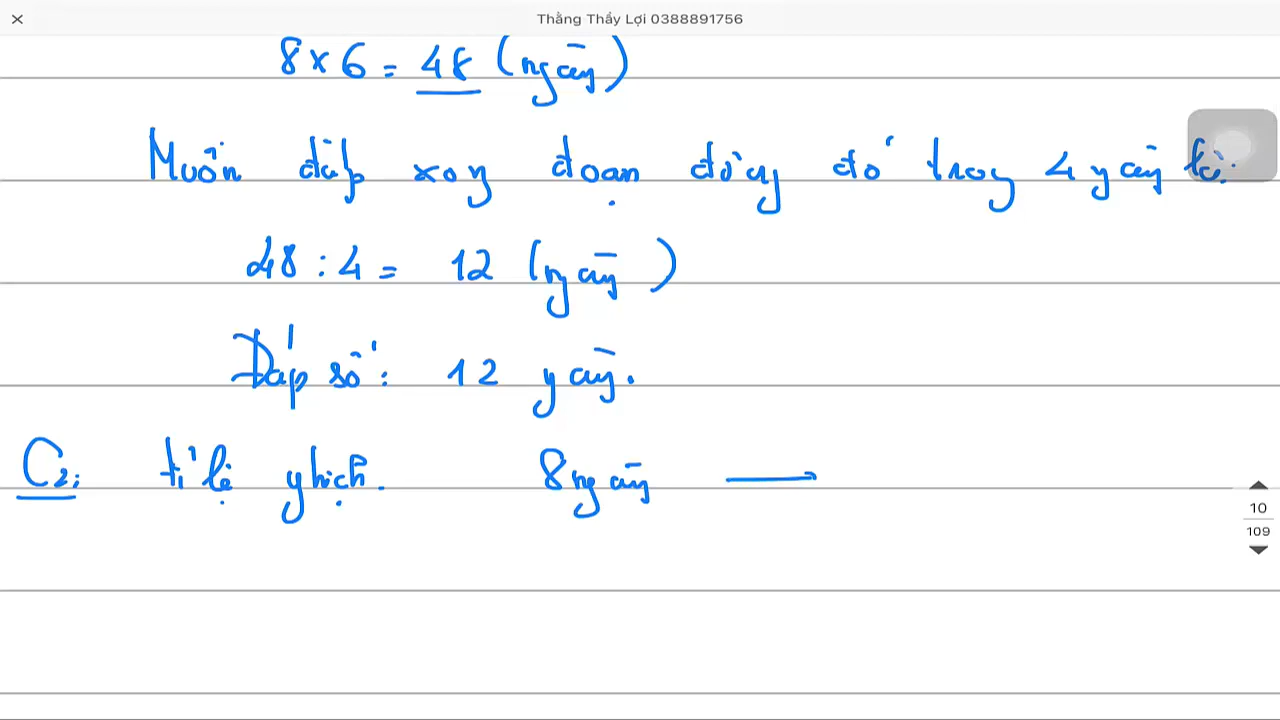 Thằng Thầy Lợi 0388891756
8 x 6 = 48 (ngày)
Muốn đắp xong đoạn đường đó trong 4 ngày cần:
48 : 4 = 12 (ngày)
Đáp số: 12 ngày.
C2: tỉ lệ nghịch. 8 ngày →
10
109